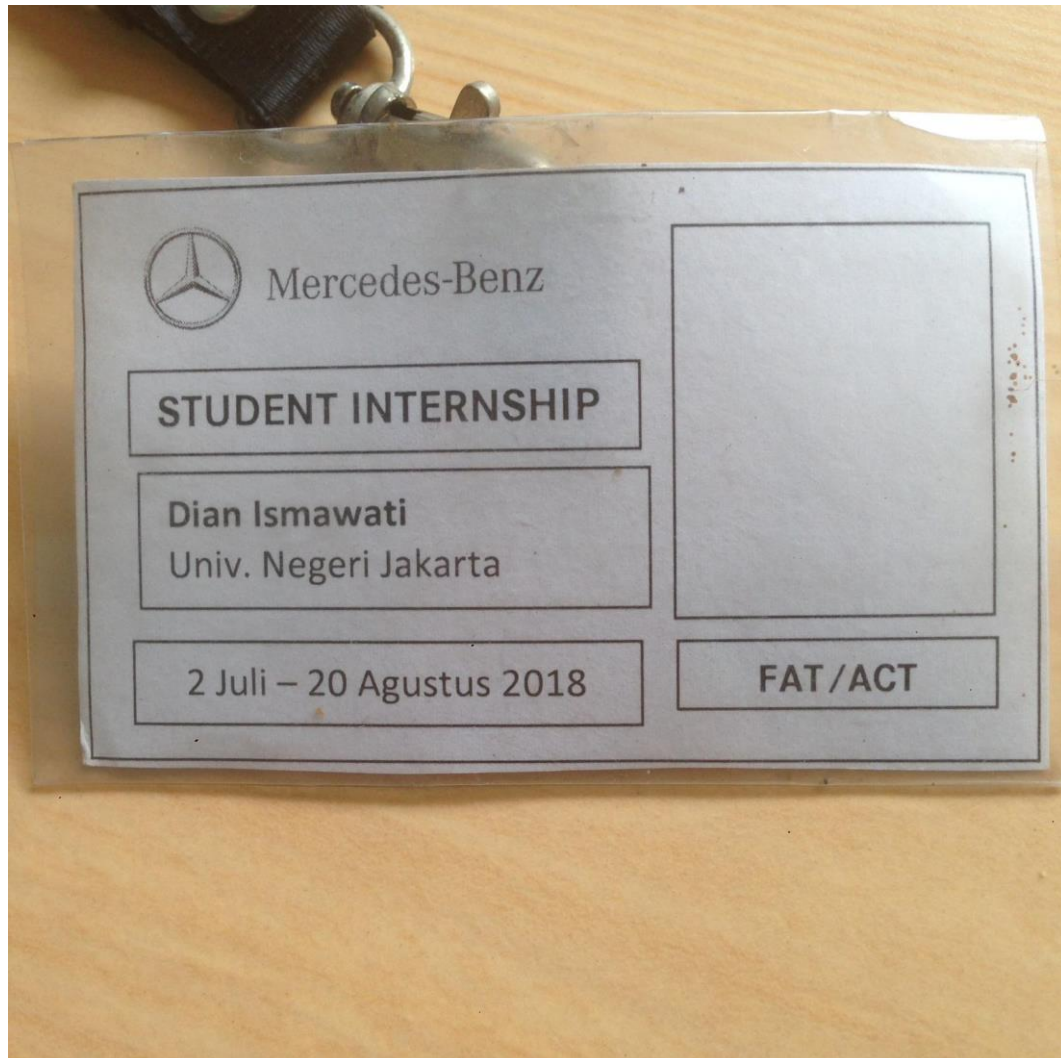 Mercedes-Benz
STUDENT INTERNSHIP
Dian Ismawati
Univ. Negeri Jakarta
2 Juli – 20 Agustus 2018
FAT/ACT